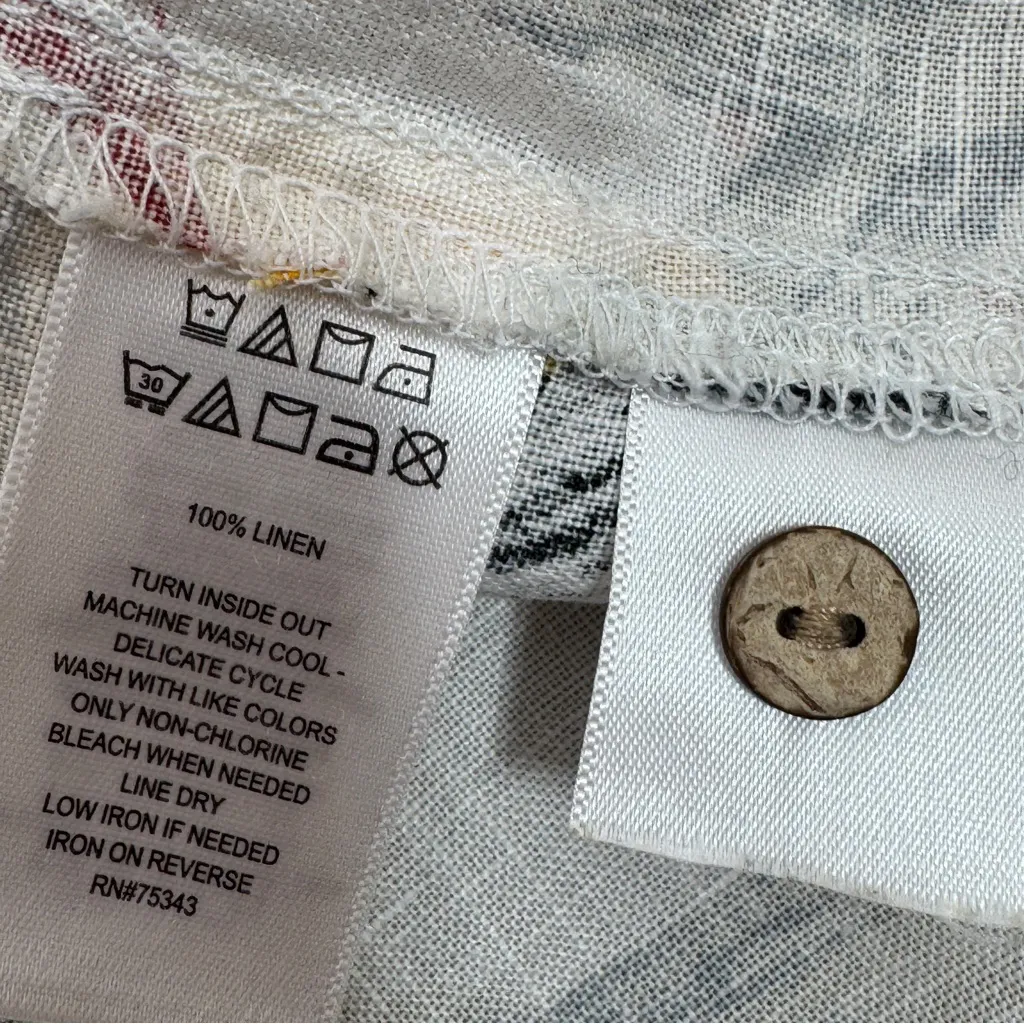 30
100% LINEN
TURN INSIDE OUT
MACHINE WASH COOL -
DELICATE CYCLE
WASH WITH LIKE COLORS
ONLY NON-CHLORINE
BLEACH WHEN NEEDED
LINE DRY
LOW IRON IF NEEDED
IRON ON REVERSE
RN#75343